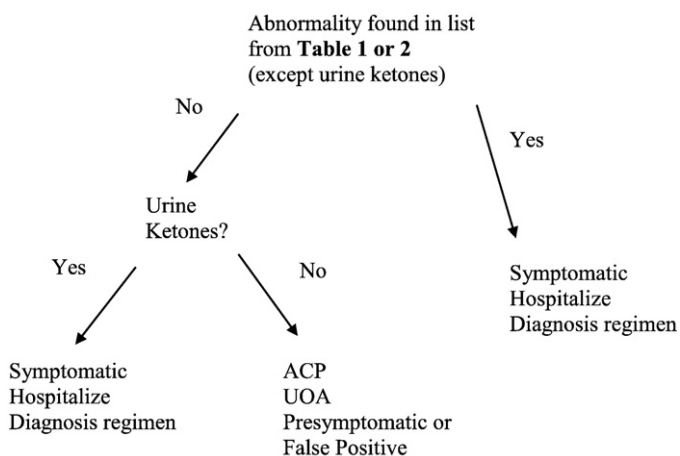 Abnormality found in list
from Table 1 or 2
(except urine ketones)
No
Yes
Urine
Ketones?
Yes
No
Symptomatic
Hospitalize
Diagnosis regimen
Symptomatic
Hospitalize
Diagnosis regimen
ACP
UOA
Presymptomatic or
False Positive